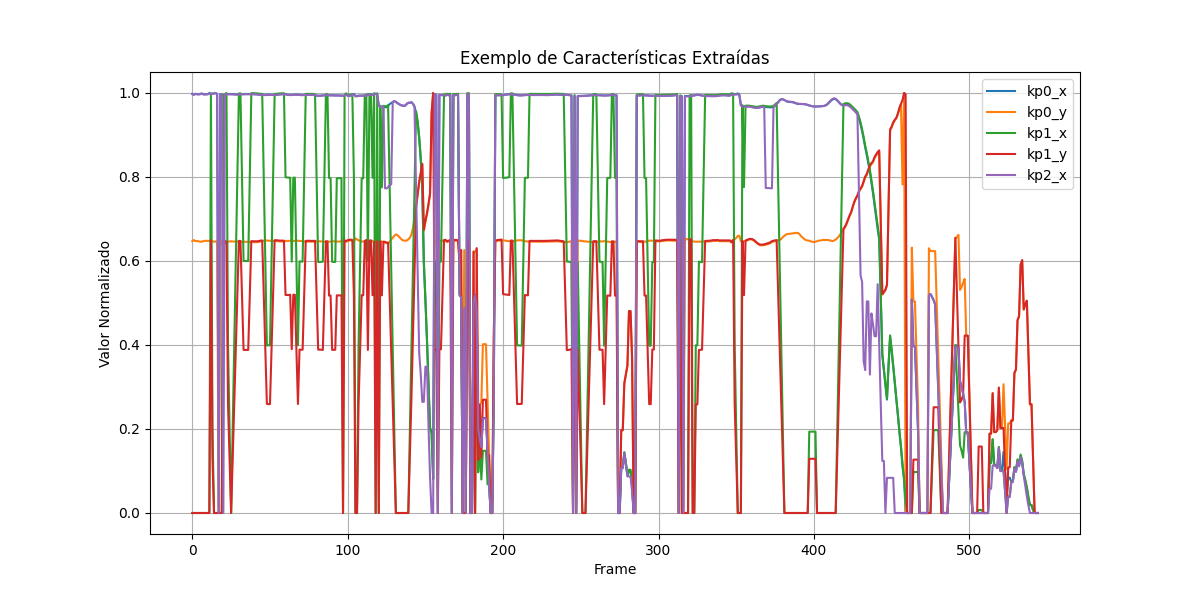 Exemplo de Características Extraídas
Valor Normalizado
1.0
0.8
0.6
0.4
0.2
0.0
0 100 200 300 400 500
Frame
kp0_x
kp0_y
kp1_x
kp1_y
kp2_x